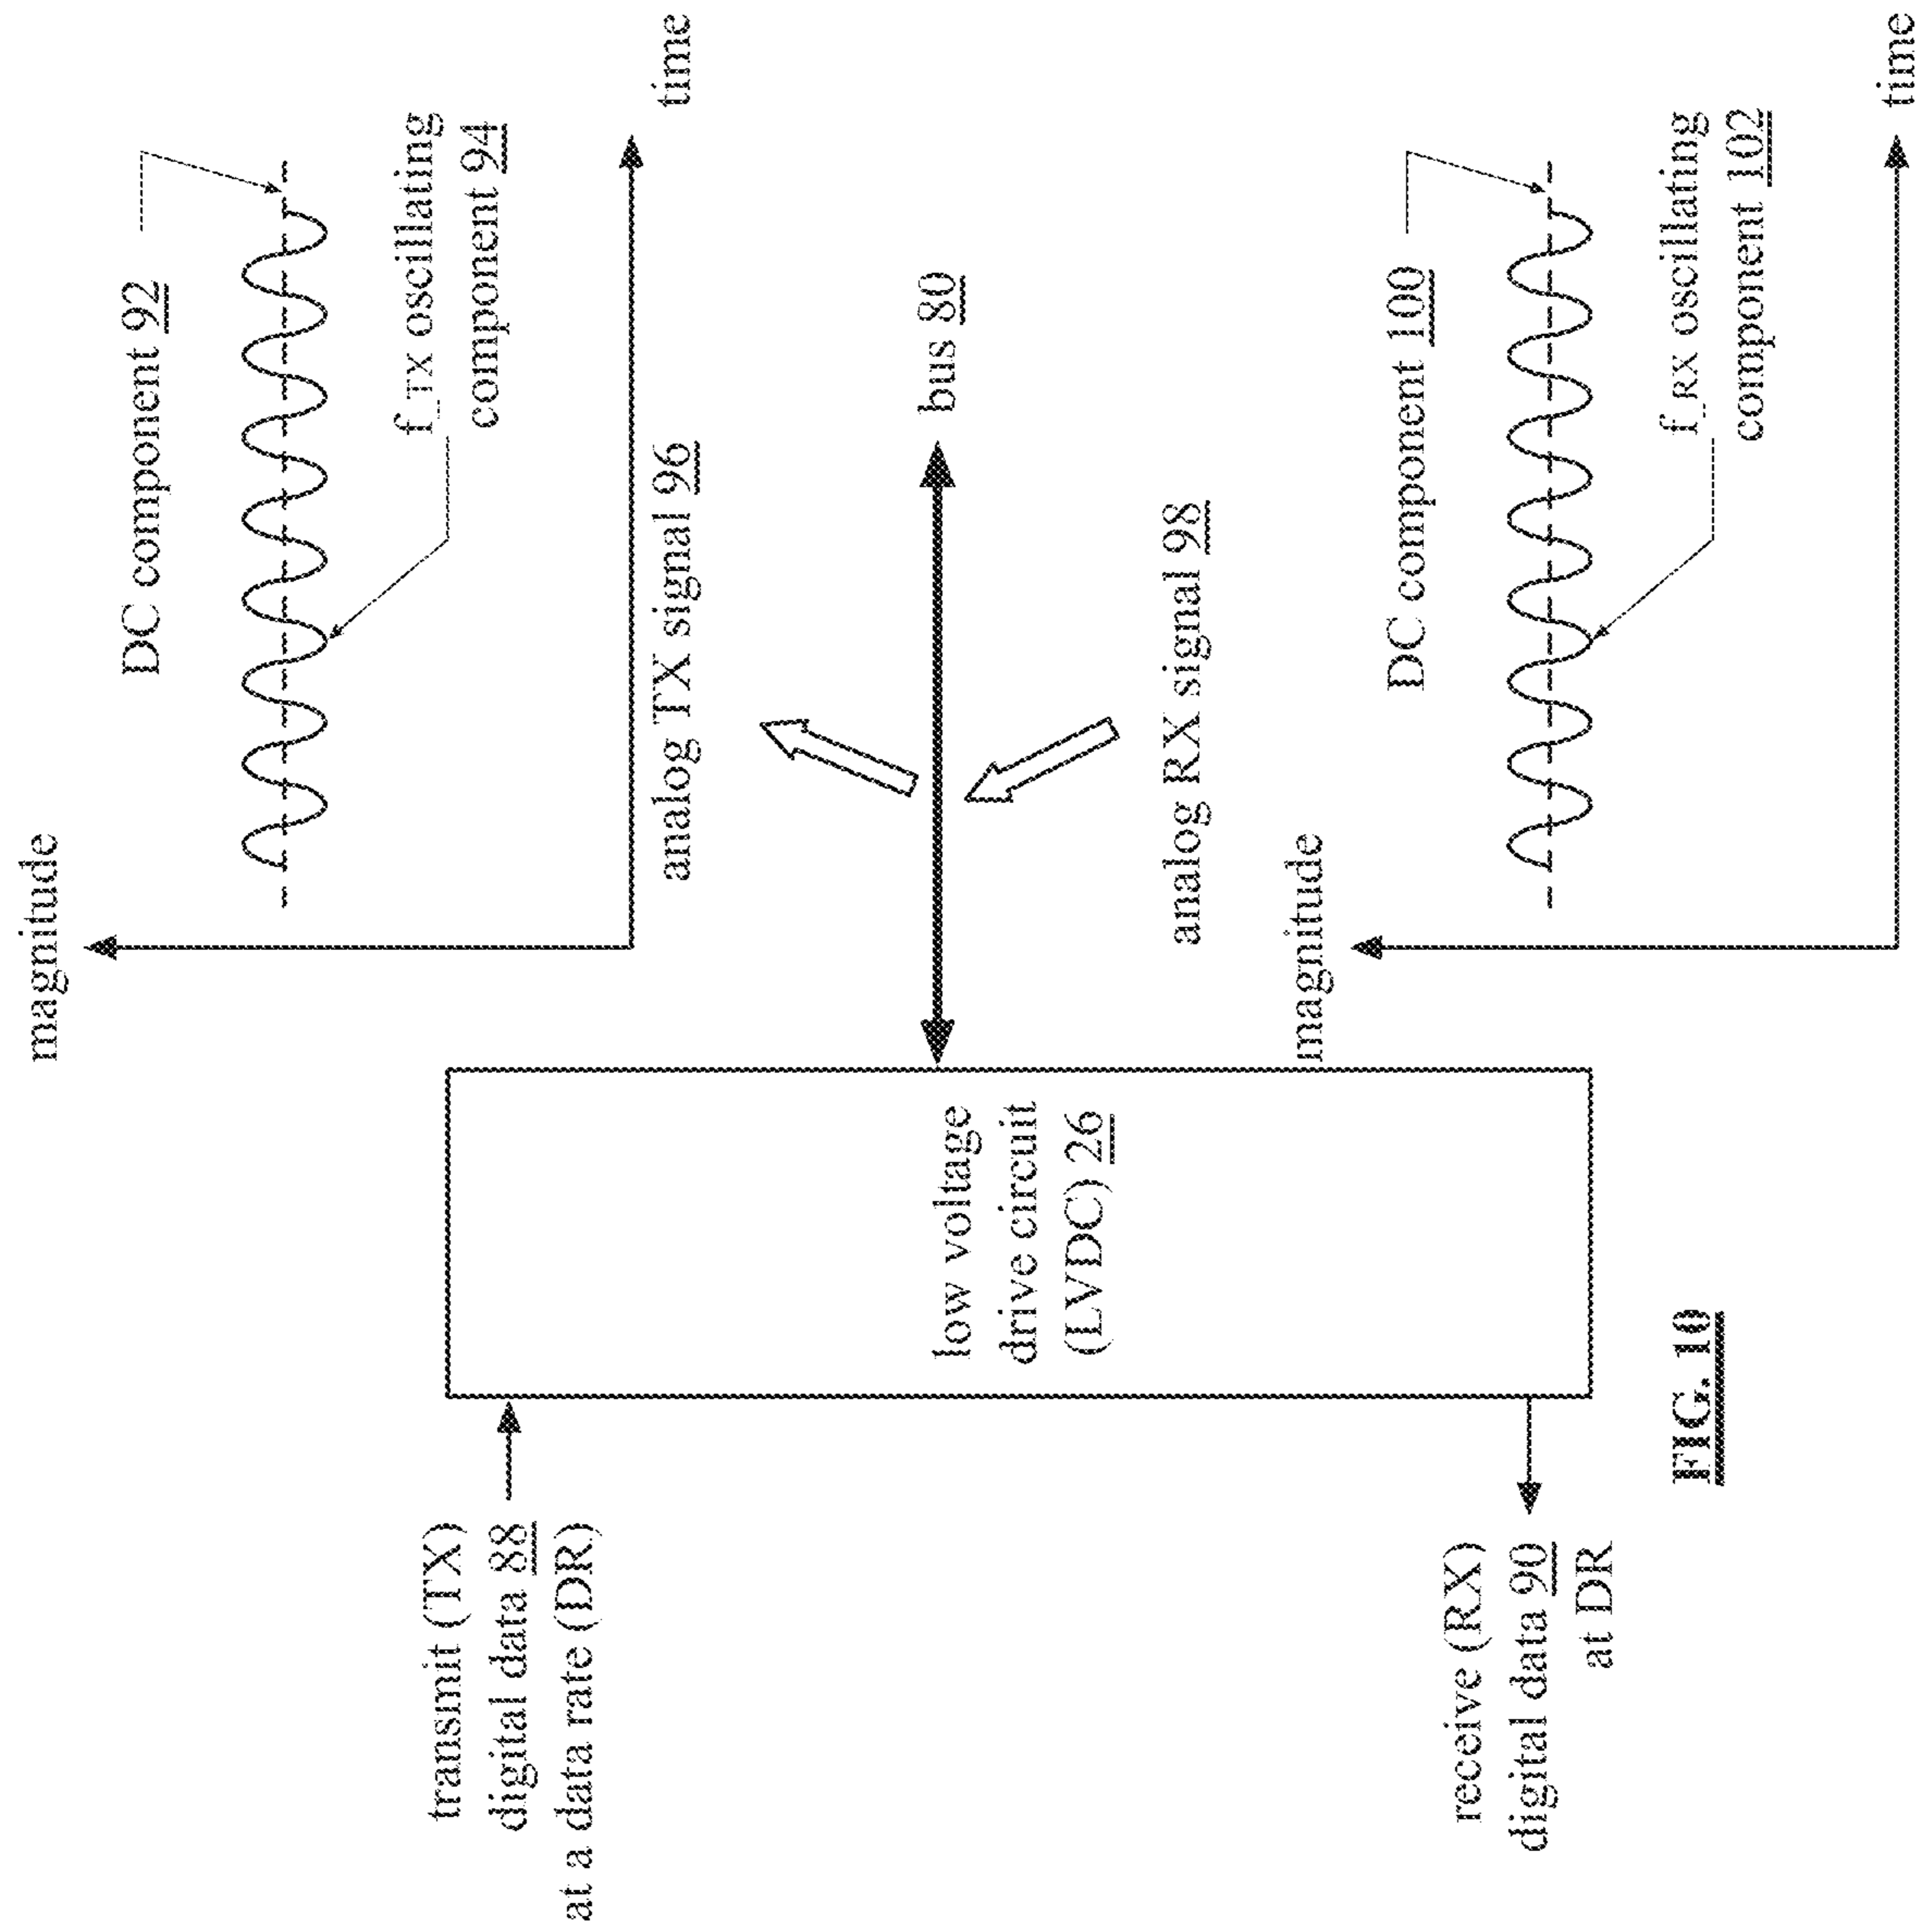 magnitude
DC component 92
f_TX oscillating
component 94
time
analog TX signal 96
transmit (TX)
digital data 88
at a data rate (DR)
low voltage
drive circuit
(LVDC) 26
bus 80
analog RX signal 98
magnitude
DC component 100
f_RX oscillating
component 102
time
receive (RX)
digital data 90
at DR
FIG. 10